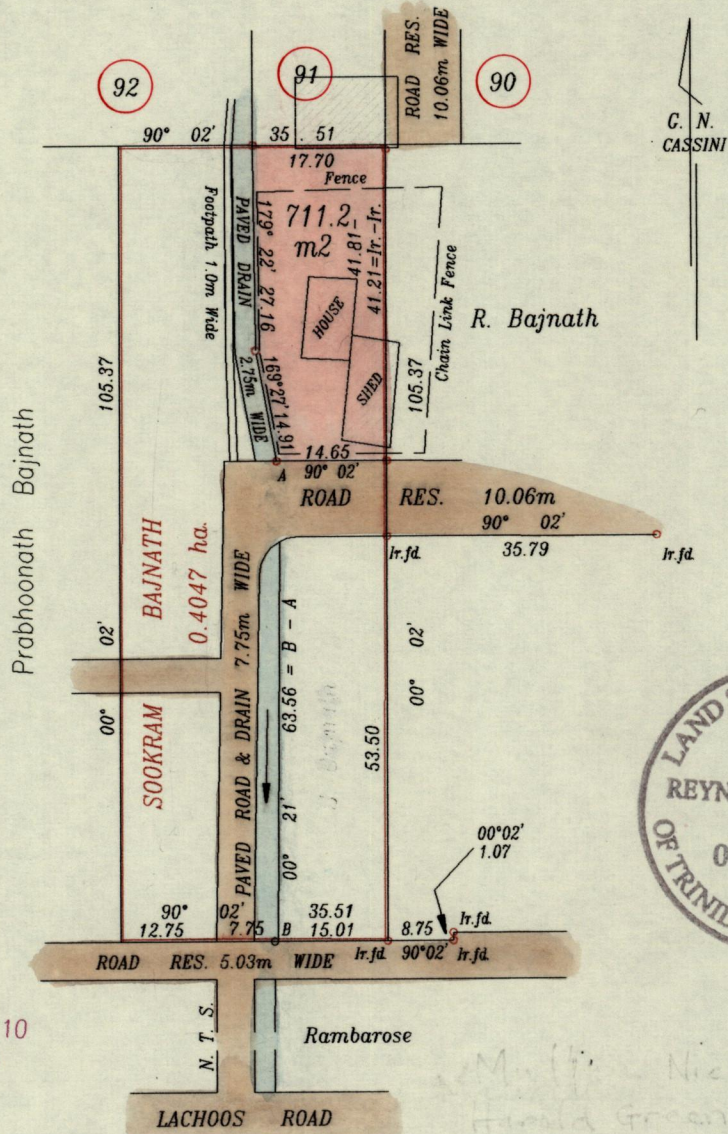 92
91
90
ROAD RES.
10.06m WIDE
G. N.
CASSINI
90° 02' 35.51
17.70
Fence
Footpath 1.0m Wide
PAVED DRAIN
2.75m WIDE
179° 22' 27.16
711.2
m2
41.81-
41.21=Ir.-Ir.
Chain Link Fence
R. Bajnath
HOUSE
SHED
169°27' 14.91
105.37
105.37
14.65
A 90° 02'
ROAD RES. 10.06m
90° 02'
35.79
Ir.fd.
Ir.fd.
Prabhoonath Bajnath
SOOKRAM BAJNATH
0.4047 ha.
00° 02'
PAVED ROAD & DRAIN 7.75m WIDE
00° 21' 63.56 = B - A
53.50
00° 02'
LAND
REYN
OF TRINID
00°02'
1.07
90° 02' 35.51
12.75 7.75 B 15.01 8.75 Ir.fd.
Ir.fd. 90°02' Ir.fd.
ROAD RES. 5.03m WIDE
10
N. T. S.
Rambarose
LACHOOS ROAD